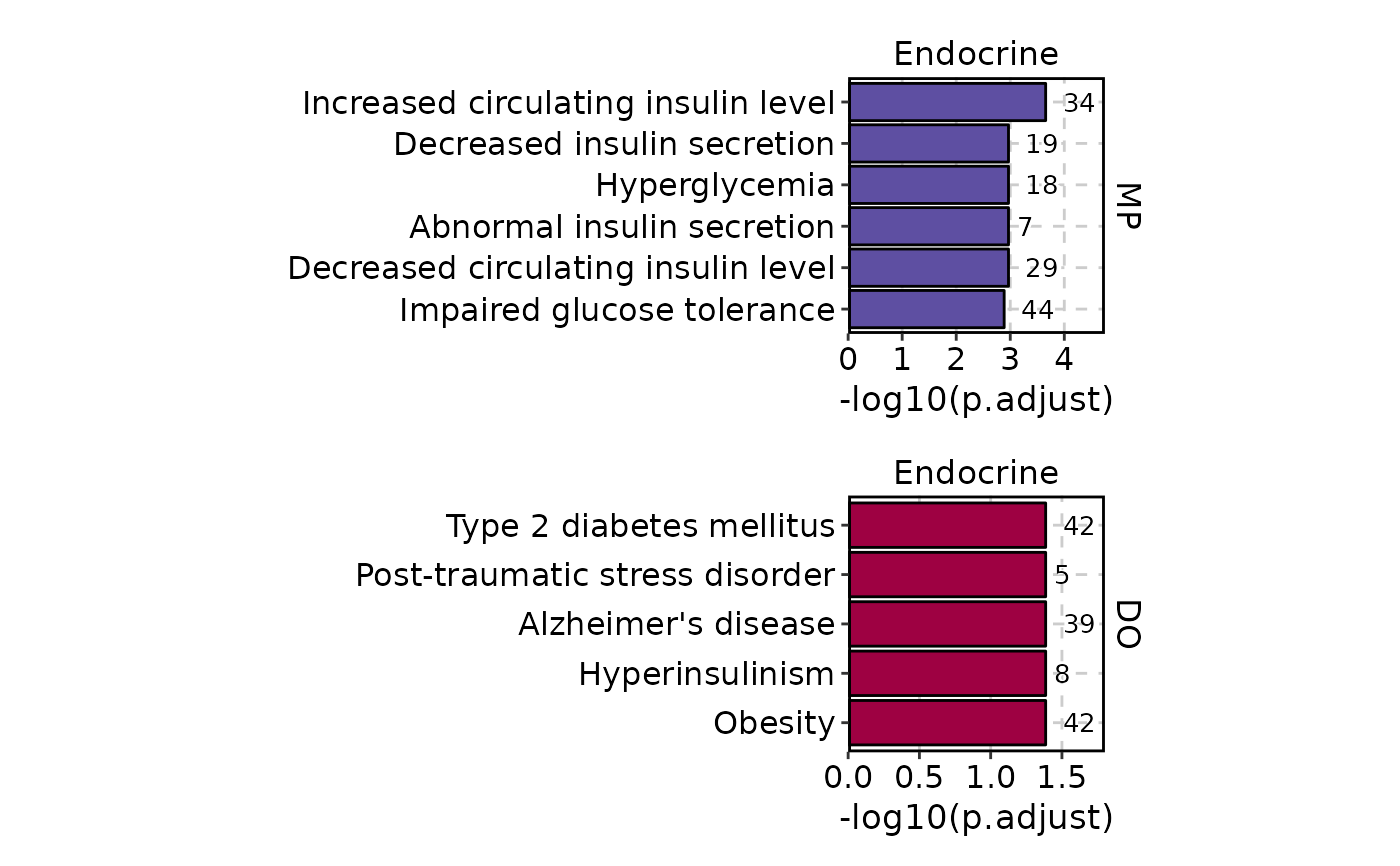 Endocrine
Increased circulating insulin level 34
Decreased insulin secretion 19
Hyperglycemia 18
Abnormal insulin secretion 7
Decreased circulating insulin level 29
Impaired glucose tolerance 44
MP
0 1 2 3 4
-log10(p.adjust)
Endocrine
Type 2 diabetes mellitus 42
Post-traumatic stress disorder 5
Alzheimer's disease 39
Hyperinsulinism 8
Obesity 42
DO
0.0 0.5 1.0 1.5
-log10(p.adjust)